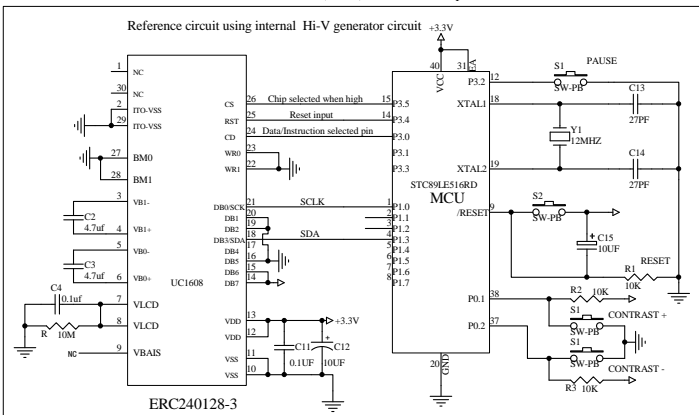 Reference circuit using internal Hi-V generator circuit
+3.3V
1 NC
30 NC
2 ITO-VSS
29 ITO-VSS
27 BM0
28 BM1
3 VB1-
C2
4.7uf
4 VB1+
5 VB0-
C3
4.7uf
6 VB0+
C4
0.1uf
7 VLCD
R 10M
8 VLCD
NC 9 VBAIS
UC1608
ERC240128-3
CS 26 Chip selected when high 15 P3.5
RST 25 Reset input 14 P3.4
CD 24 Data/Instruction selected pin P3.0
WR0 23 P3.1
WR1 22 P3.3
DB0/SCK 21 SCLK 1 P1.0
DB1 20 2 P1.1
DB2 19 3 P1.2
DB3/SDA 18 SDA 4 P1.3
DB4 17 5 P1.4
DB5 16 6 P1.5
DB6 15 7 P1.6
DB7 14 8 P1.7
VDD 13
+3.3V
VDD 12
C11
0.1UF
C12
10UF
VSS 11
VSS 10
40 VCC
31 EA
STC89LE516RD
MCU
20 GND
P3.2 12
S1 PAUSE
SW-PB
XTAL1 18
C13
27PF
Y1
12MHZ
XTAL2 19
C14
27PF
/RESET 9
S2
SW-PB
C15
10UF
RESET
R1
10K
P0.1 38
R2 10K
S1 CONTRAST +
SW-PB
P0.2 37
S1
SW-PB
CONTRAST -
R3 10K